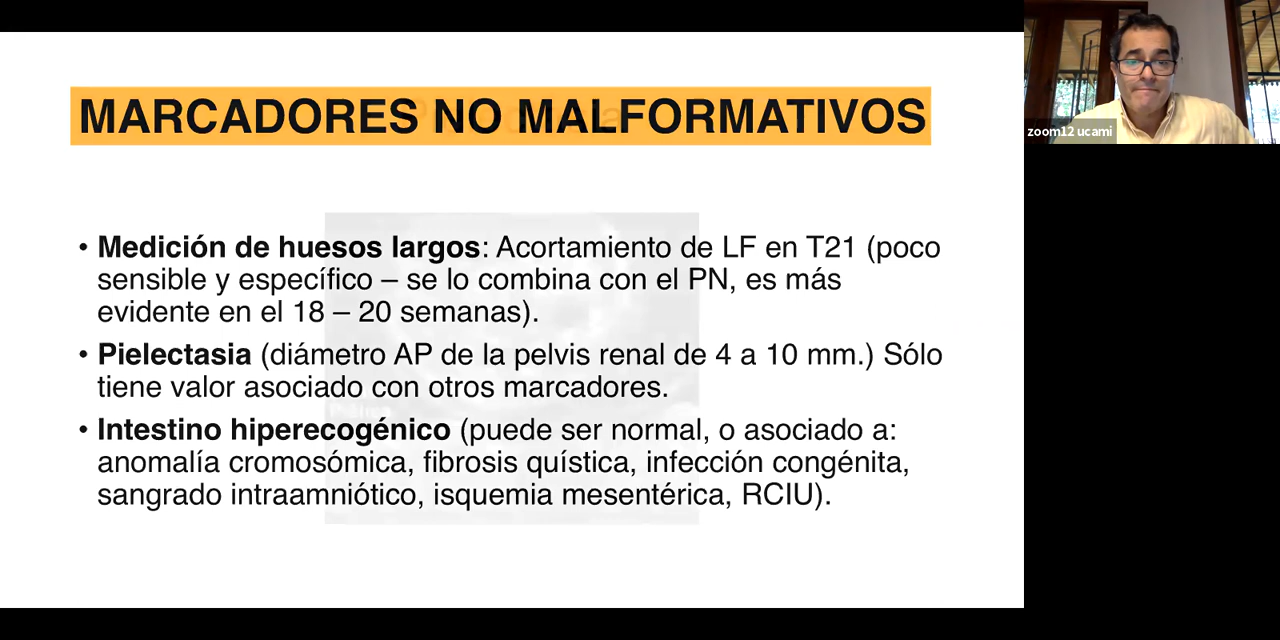 MARCADORES NO MALFORMATIVOS
• Medición de huesos largos: Acortamiento de LF en T21 (poco
sensible y específico – se lo combina con el PN, es más
evidente en el 18 – 20 semanas).
• Pielectasia (diámetro AP de la pelvis renal de 4 a 10 mm.) Sólo
tiene valor asociado con otros marcadores.
• Intestino hiperecogénico (puede ser normal, o asociado a:
anomalía cromosómica, fibrosis quística, infección congénita,
sangrado intraamniótico, isquemia mesentérica, RCIU).
zoom12 ucami